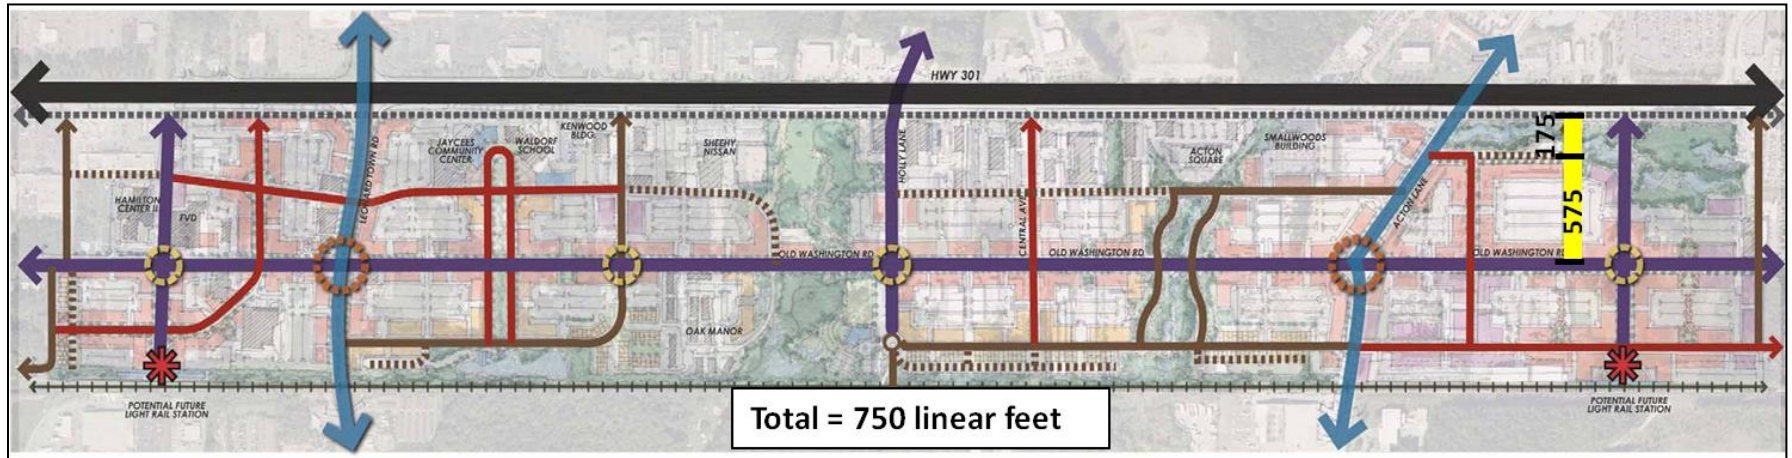 HWY 301
HAMILTON
CENTER II
FVD
LEONARD TOWN RD
JAYCEES
COMMUNITY
CENTER
WALDORF
SCHOOL
KENWOOD
BLDG.
SHEEHY
NISSAN
HOLLY LANE
CENTRAL AVE
ACTON
SQUARE
SMALLWOODS
BUILDING
ACTON LANE
175
575
OLD WASHINGTON RD
OLD WASHINGTON RD
OLD WASHINGTON RD
OAK MANOR
POTENTIAL FUTURE
LIGHT RAIL STATION
Total = 750 linear feet
POTENTIAL FUTURE
LIGHT RAIL STATION